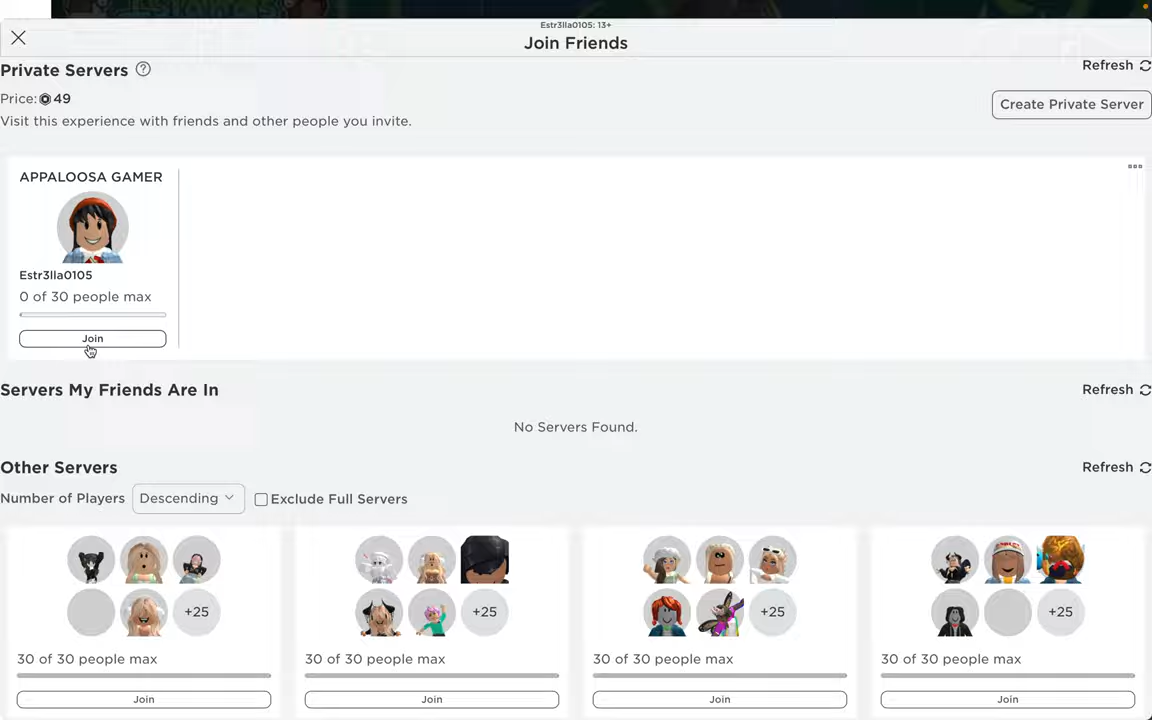 Estr3lla0105: 13+
Join Friends
Private Servers
Refresh
Price: 49
Create Private Server
Visit this experience with friends and other people you invite.
APPALOOSA GAMER
Estr3lla0105
0 of 30 people max
Join
Servers My Friends Are In
Refresh
No Servers Found.
Other Servers
Refresh
Number of Players Descending Exclude Full Servers
+25 +25 +25 +25
30 of 30 people max 30 of 30 people max 30 of 30 people max 30 of 30 people max
Join Join Join Join